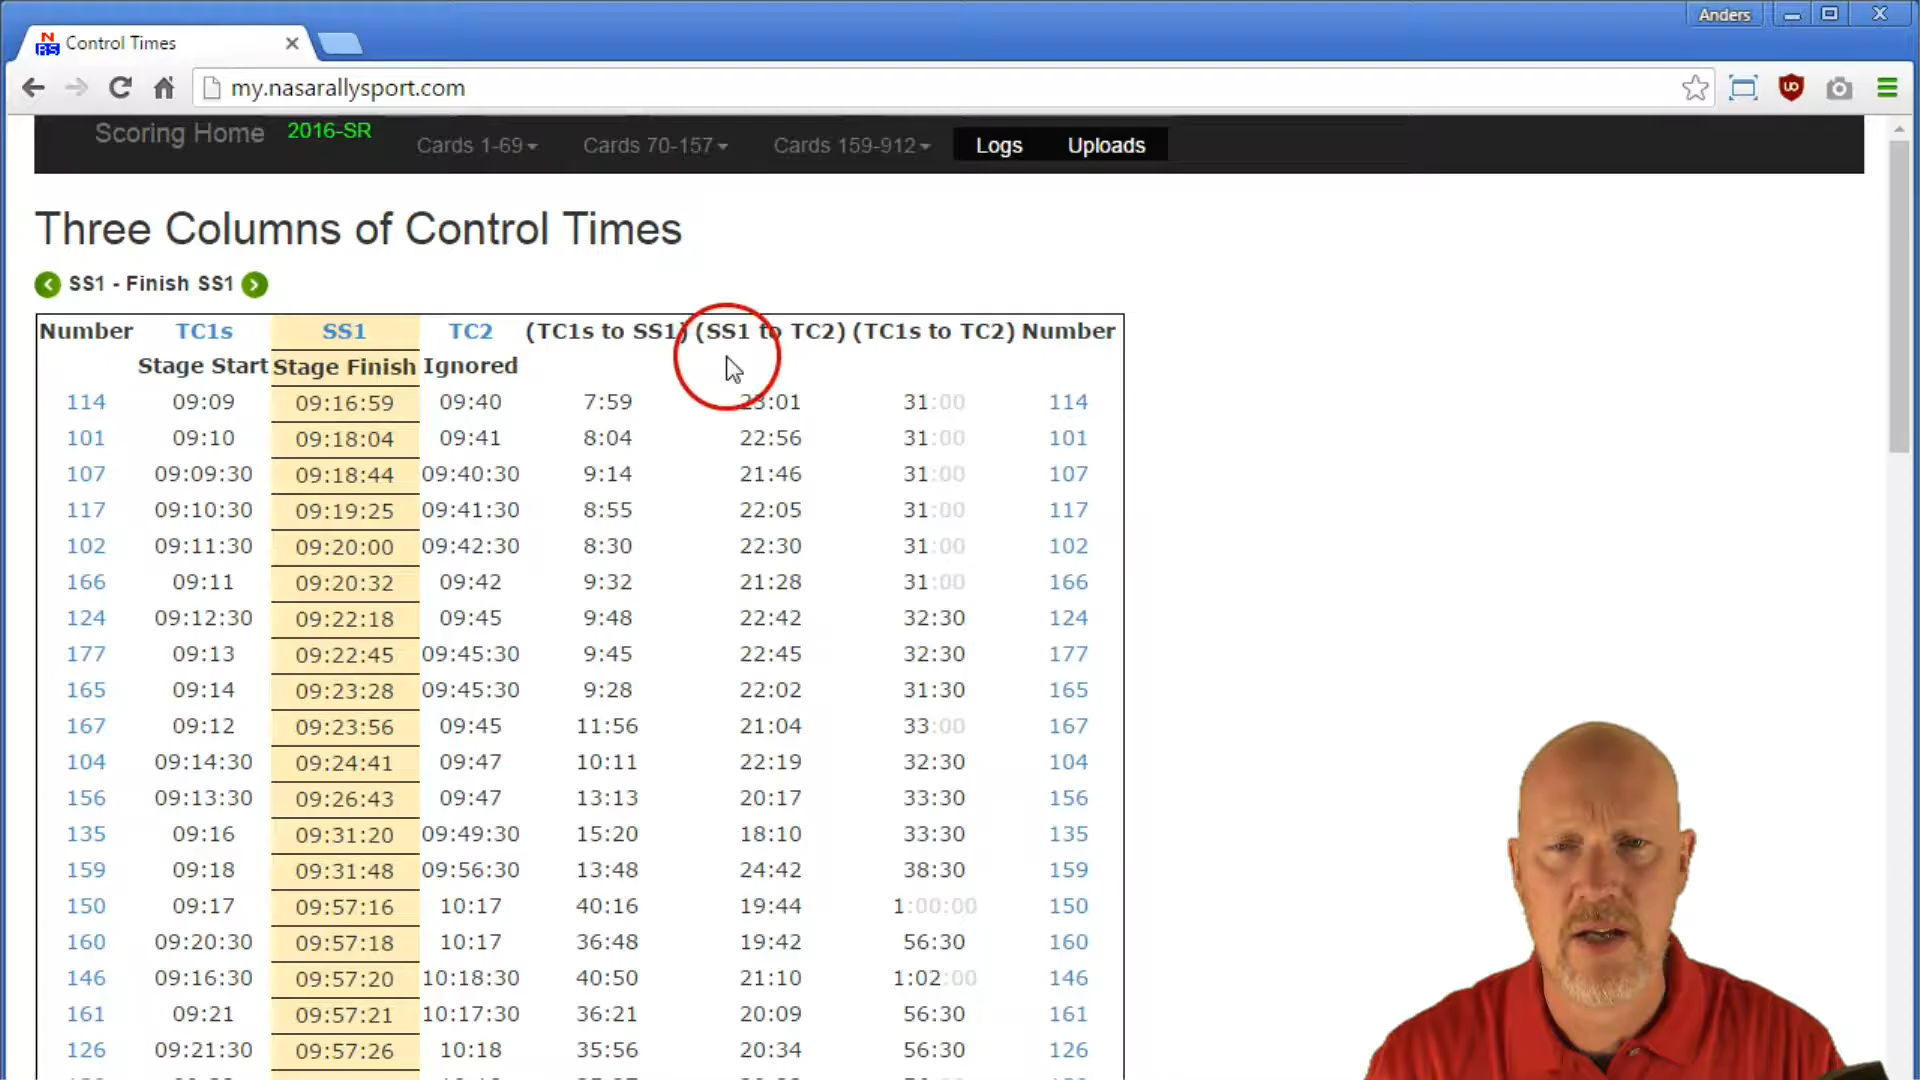 Anders
NRS Control Times
my.nasarallysport.com
Scoring Home 2016-SR Cards 1-69 Cards 70-157 Cards 159-912 Logs Uploads
Three Columns of Control Times
SS1 - Finish SS1
Number TC1s SS1 TC2 (TC1s to SS1) (SS1 to TC2) (TC1s to TC2) Number
Stage Start Stage Finish Ignored
114 09:09 09:16:59 09:40 7:59 23:01 31:00 114
101 09:10 09:18:04 09:41 8:04 22:56 31:00 101
107 09:09:30 09:18:44 09:40:30 9:14 21:46 31:00 107
117 09:10:30 09:19:25 09:41:30 8:55 22:05 31:00 117
102 09:11:30 09:20:00 09:42:30 8:30 22:30 31:00 102
166 09:11 09:20:32 09:42 9:32 21:28 31:00 166
124 09:12:30 09:22:18 09:45 9:48 22:42 32:30 124
177 09:13 09:22:45 09:45:30 9:45 22:45 32:30 177
165 09:14 09:23:28 09:45:30 9:28 22:02 31:30 165
167 09:12 09:23:56 09:45 11:56 21:04 33:00 167
104 09:14:30 09:24:41 09:47 10:11 22:19 32:30 104
156 09:13:30 09:26:43 09:47 13:13 20:17 33:30 156
135 09:16 09:31:20 09:49:30 15:20 18:10 33:30 135
159 09:18 09:31:48 09:56:30 13:48 24:42 38:30 159
150 09:17 09:57:16 10:17 40:16 19:44 1:00:00 150
160 09:20:30 09:57:18 10:17 36:48 19:42 56:30 160
146 09:16:30 09:57:20 10:18:30 40:50 21:10 1:02:00 146
161 09:21 09:57:21 10:17:30 36:21 20:09 56:30 161
126 09:21:30 09:57:26 10:18 35:56 20:34 56:30 126